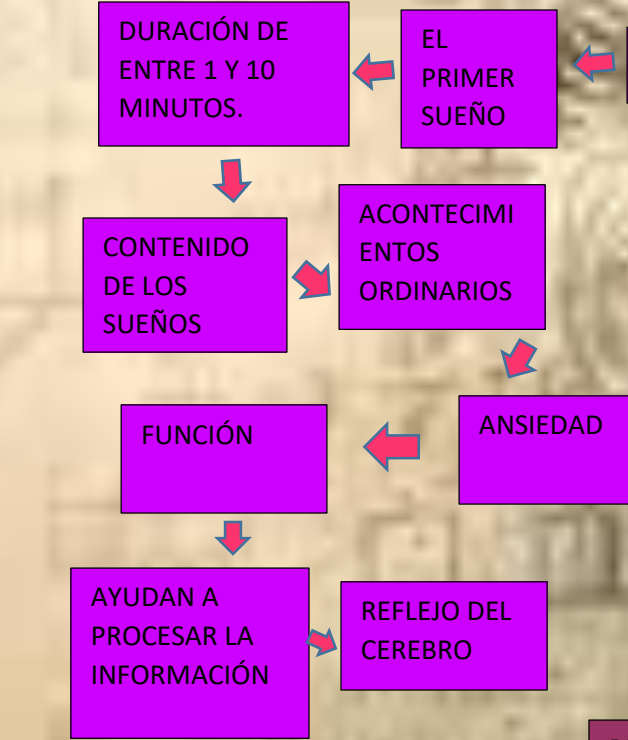 EL
PRIMER
SUEÑO
DURACIÓN DE
ENTRE 1 Y 10
MINUTOS.
CONTENIDO
DE LOS
SUEÑOS
ACONTECIMI
ENTOS
ORDINARIOS
ANSIEDAD
FUNCIÓN
AYUDAN A
PROCESAR LA
INFORMACIÓN
REFLEJO DEL
CEREBRO